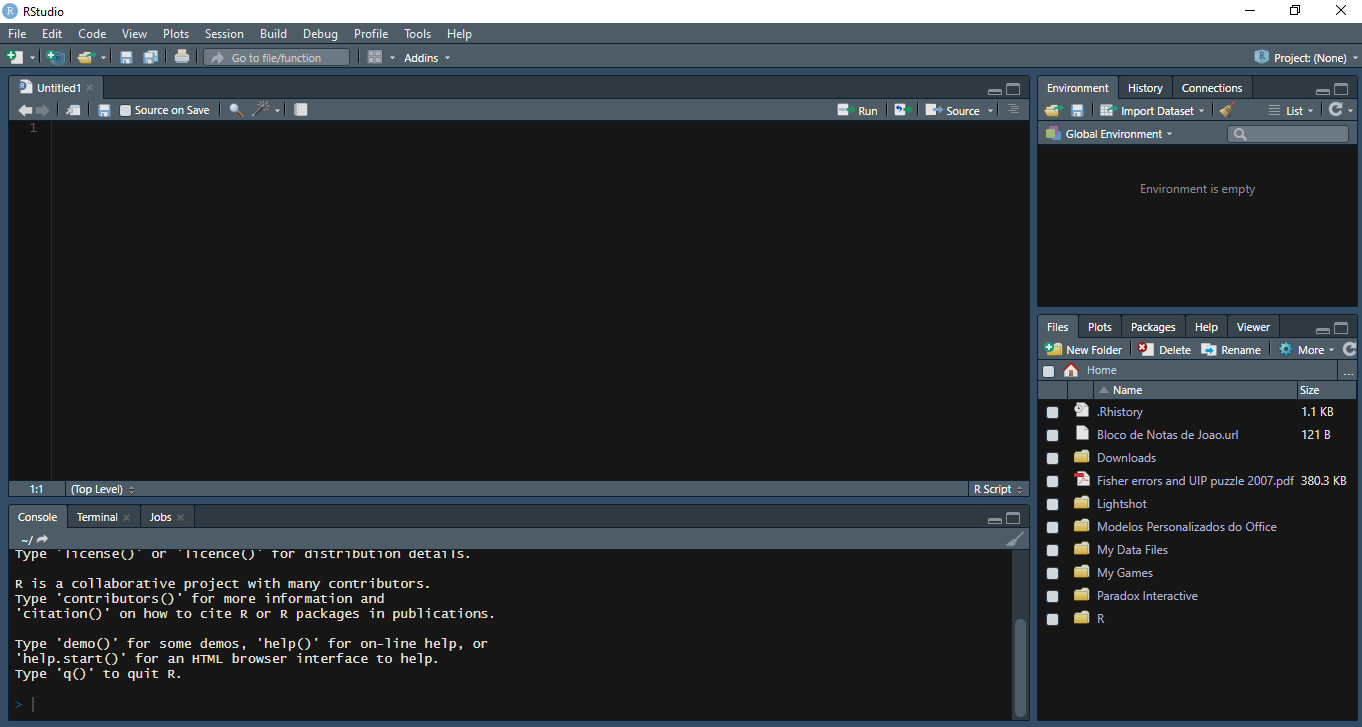 RStudio
File Edit Code View Plots Session Build Debug Profile Tools Help
Go to file/function Addins Project: (None)
Untitled1
Source on Save Run Source
1
1:1 (Top Level) R Script
Console Terminal Jobs
~/
Type 'license()' or 'licence()' for distribution details.
R is a collaborative project with many contributors.
Type 'contributors()' for more information and
'citation()' on how to cite R or R packages in publications.
Type 'demo()' for some demos, 'help()' for on-line help, or
'help.start()' for an HTML browser interface to help.
Type 'q()' to quit R.
>
Environment History Connections
Import Dataset List
Global Environment
Environment is empty
Files Plots Packages Help Viewer
New Folder Delete Rename More
Home ...
Name Size
.Rhistory 1.1 KB
Bloco de Notas de Joao.url 121 B
Downloads
Fisher errors and UIP puzzle 2007.pdf 380.3 KB
Lightshot
Modelos Personalizados do Office
My Data Files
My Games
Paradox Interactive
R